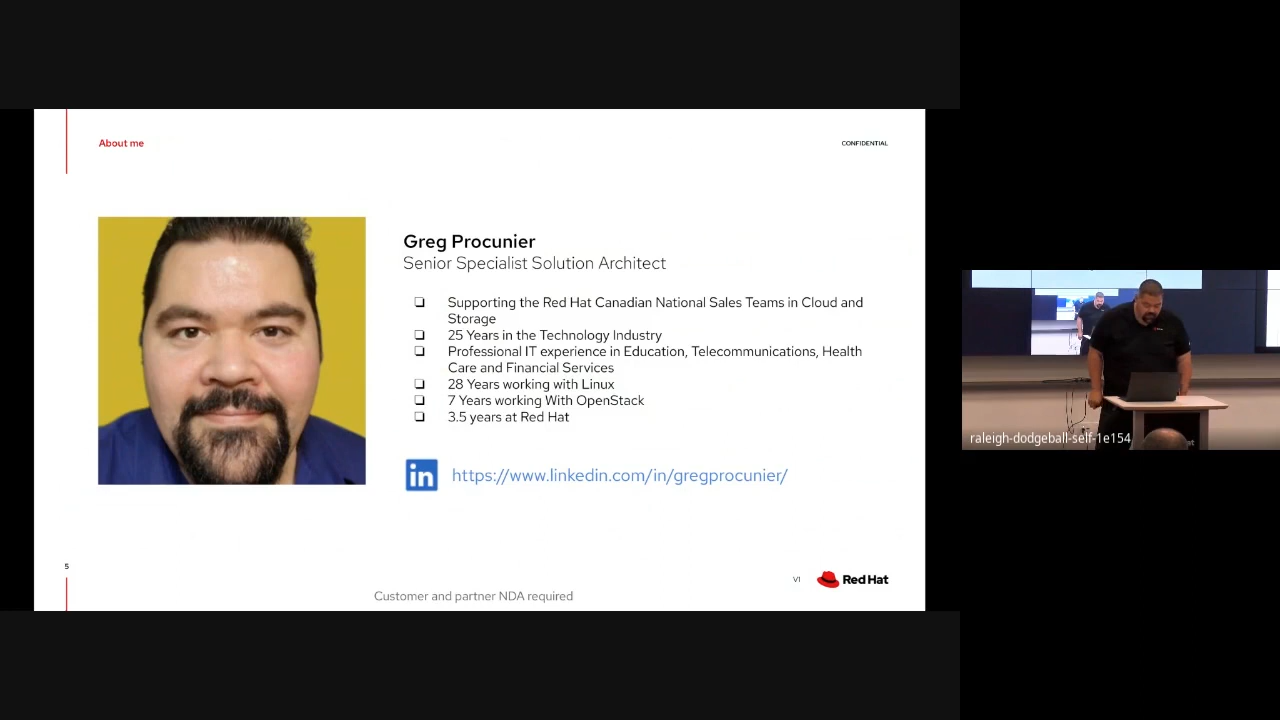 About me
CONFIDENTIAL
Greg Procunier
Senior Specialist Solution Architect
❑ Supporting the Red Hat Canadian National Sales Teams in Cloud and
Storage
❑ 25 Years in the Technology Industry
❑ Professional IT experience in Education, Telecommunications, Health
Care and Financial Services
❑ 28 Years working with Linux
❑ 7 Years working With OpenStack
❑ 3.5 years at Red Hat
in https://www.linkedin.com/in/gregprocunier/
5
V1
Red Hat
Customer and partner NDA required
raleigh-dodgeball-self-1e154